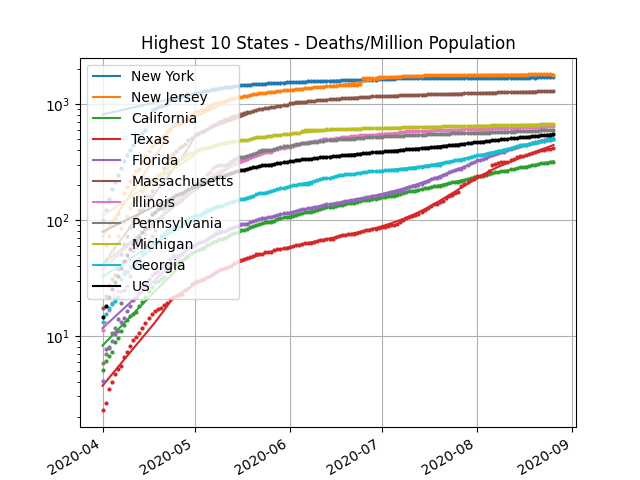 Highest 10 States - Deaths/Million Population
New York
New Jersey
California
Texas
Florida
Massachusetts
Illinois
Pennsylvania
Michigan
Georgia
US
10³
10²
10¹
2020-04
2020-05
2020-06
2020-07
2020-08
2020-09